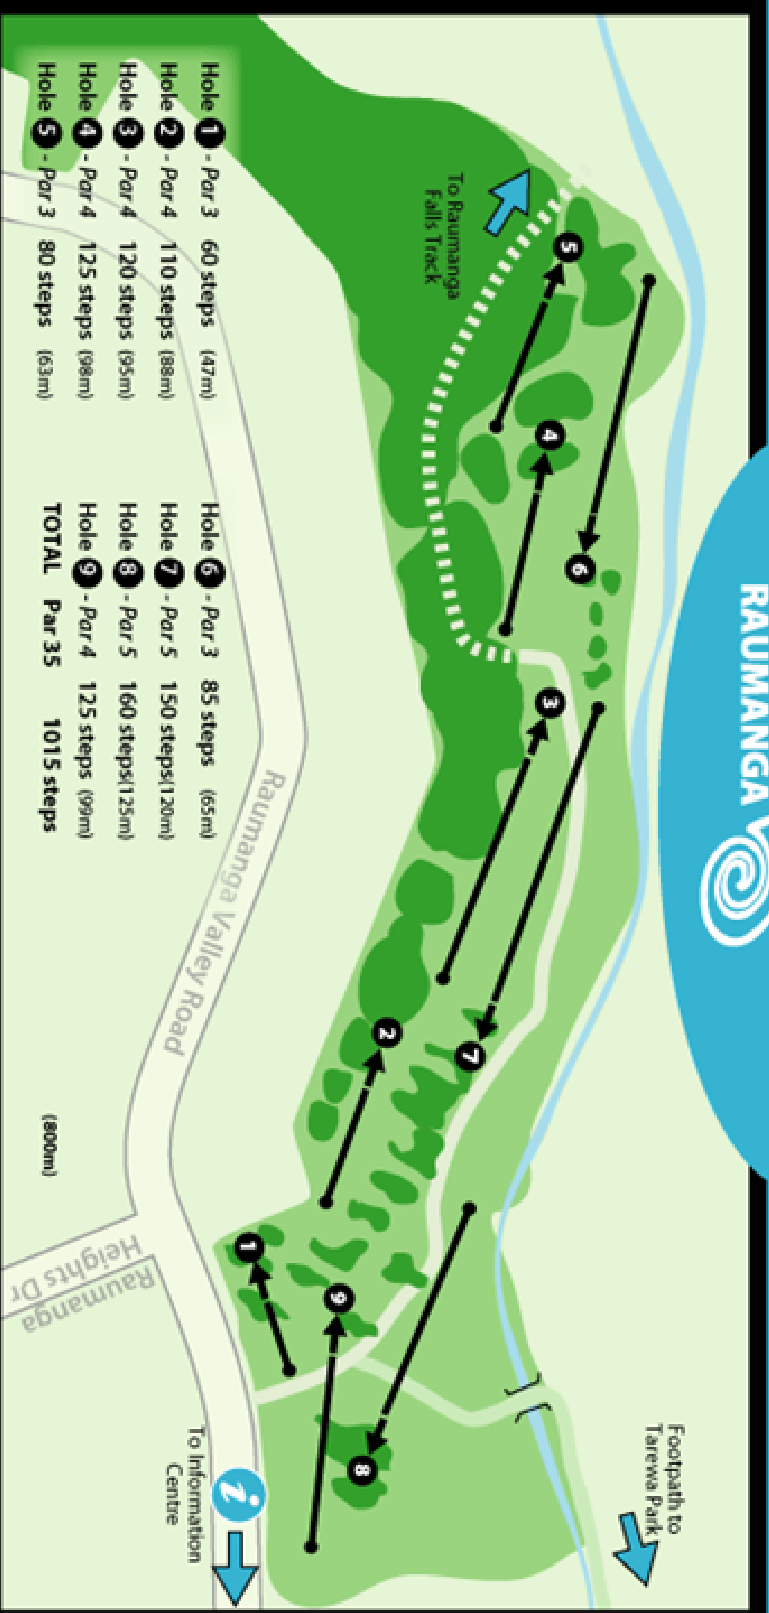 RAUMANGA
Footpath to
Tarewa Park
To Raumanga
Falls Track
5
4
6
3
7
2
1
9
8
Raumanga Valley Road
Raumanga
Heights Dr
i
To Information
Centre
Hole 1 - Par 3 60 steps (47m)
Hole 2 - Par 4 110 steps (88m)
Hole 3 - Par 4 120 steps (95m)
Hole 4 - Par 4 125 steps (98m)
Hole 5 - Par 3 80 steps (63m)
Hole 6 - Par 3 85 steps (65m)
Hole 7 - Par 5 150 steps(120m)
Hole 8 - Par 5 160 steps(125m)
Hole 9 - Par 4 125 steps (99m)
TOTAL Par 35 1015 steps (800m)